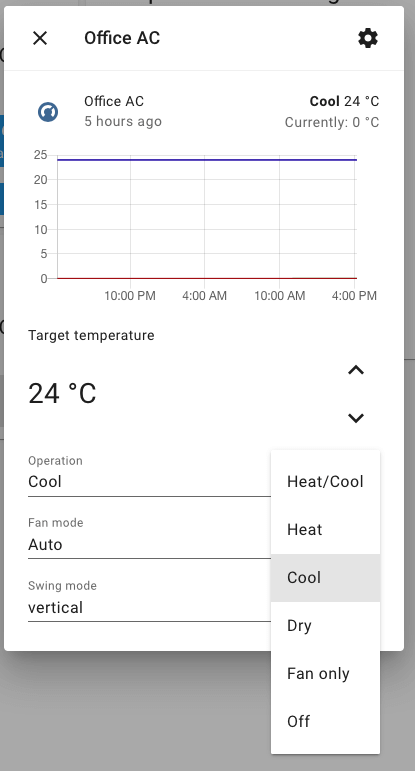 Office AC
Office AC
Cool 24 °C
5 hours ago
Currently: 0 °C
25
20
15
10
5
0
10:00 PM 4:00 AM 10:00 AM 4:00 PM
Target temperature
24 °C
Operation
Cool
Fan mode
Auto
Swing mode
vertical
Heat/Cool
Heat
Cool
Dry
Fan only
Off